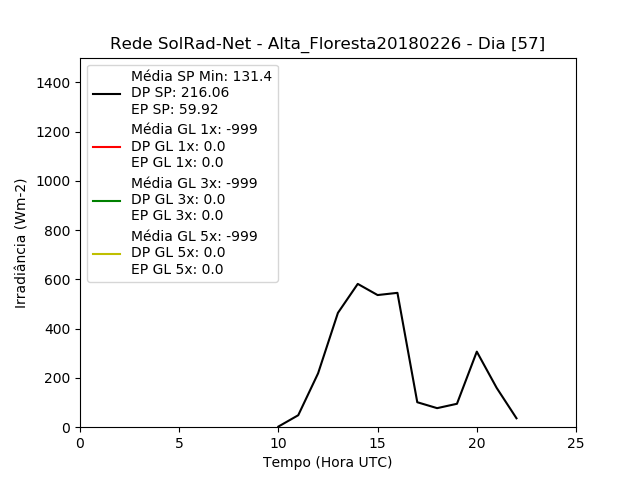 Rede SolRad-Net - Alta_Floresta20180226 - Dia [57]
Média SP Min: 131.4
DP SP: 216.06
EP SP: 59.92
Média GL 1x: -999
DP GL 1x: 0.0
EP GL 1x: 0.0
Média GL 3x: -999
DP GL 3x: 0.0
EP GL 3x: 0.0
Média GL 5x: -999
DP GL 5x: 0.0
EP GL 5x: 0.0
Irradiância (Wm-2)
1400
1200
1000
800
600
400
200
0
0 5 10 15 20 25
Tempo (Hora UTC)